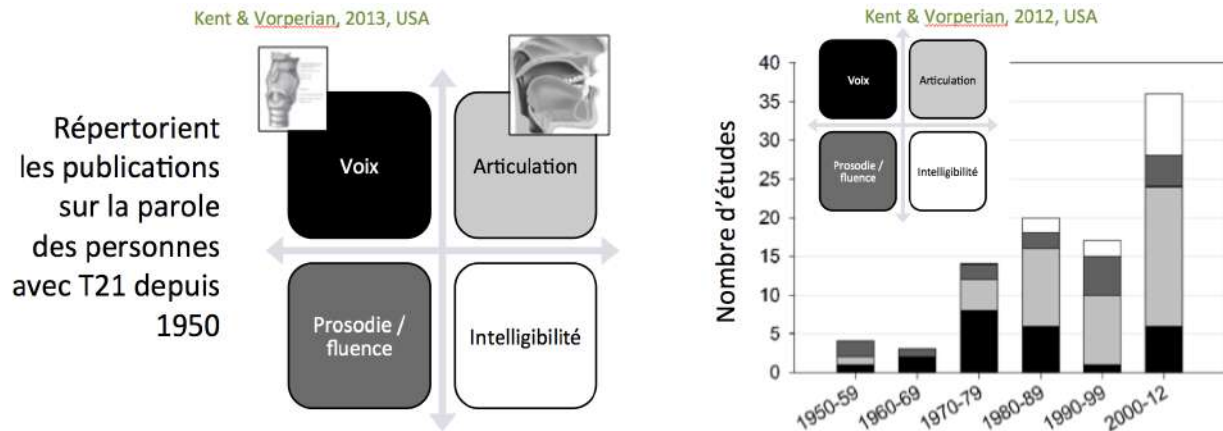 Kent & Vorperian, 2013, USA
Répertorient
les publications
sur la parole
des personnes
avec T21 depuis
1950
Voix
Articulation
Prosodie /
fluence
Intelligibilité
Kent & Vorperian, 2012, USA
Nombre d'études
40
35
30
25
20
15
10
5
0
Voix
Articulation
Prosodie /
fluence
Intelligibilité
1950-59
1960-69
1970-79
1980-89
1990-99
2000-12